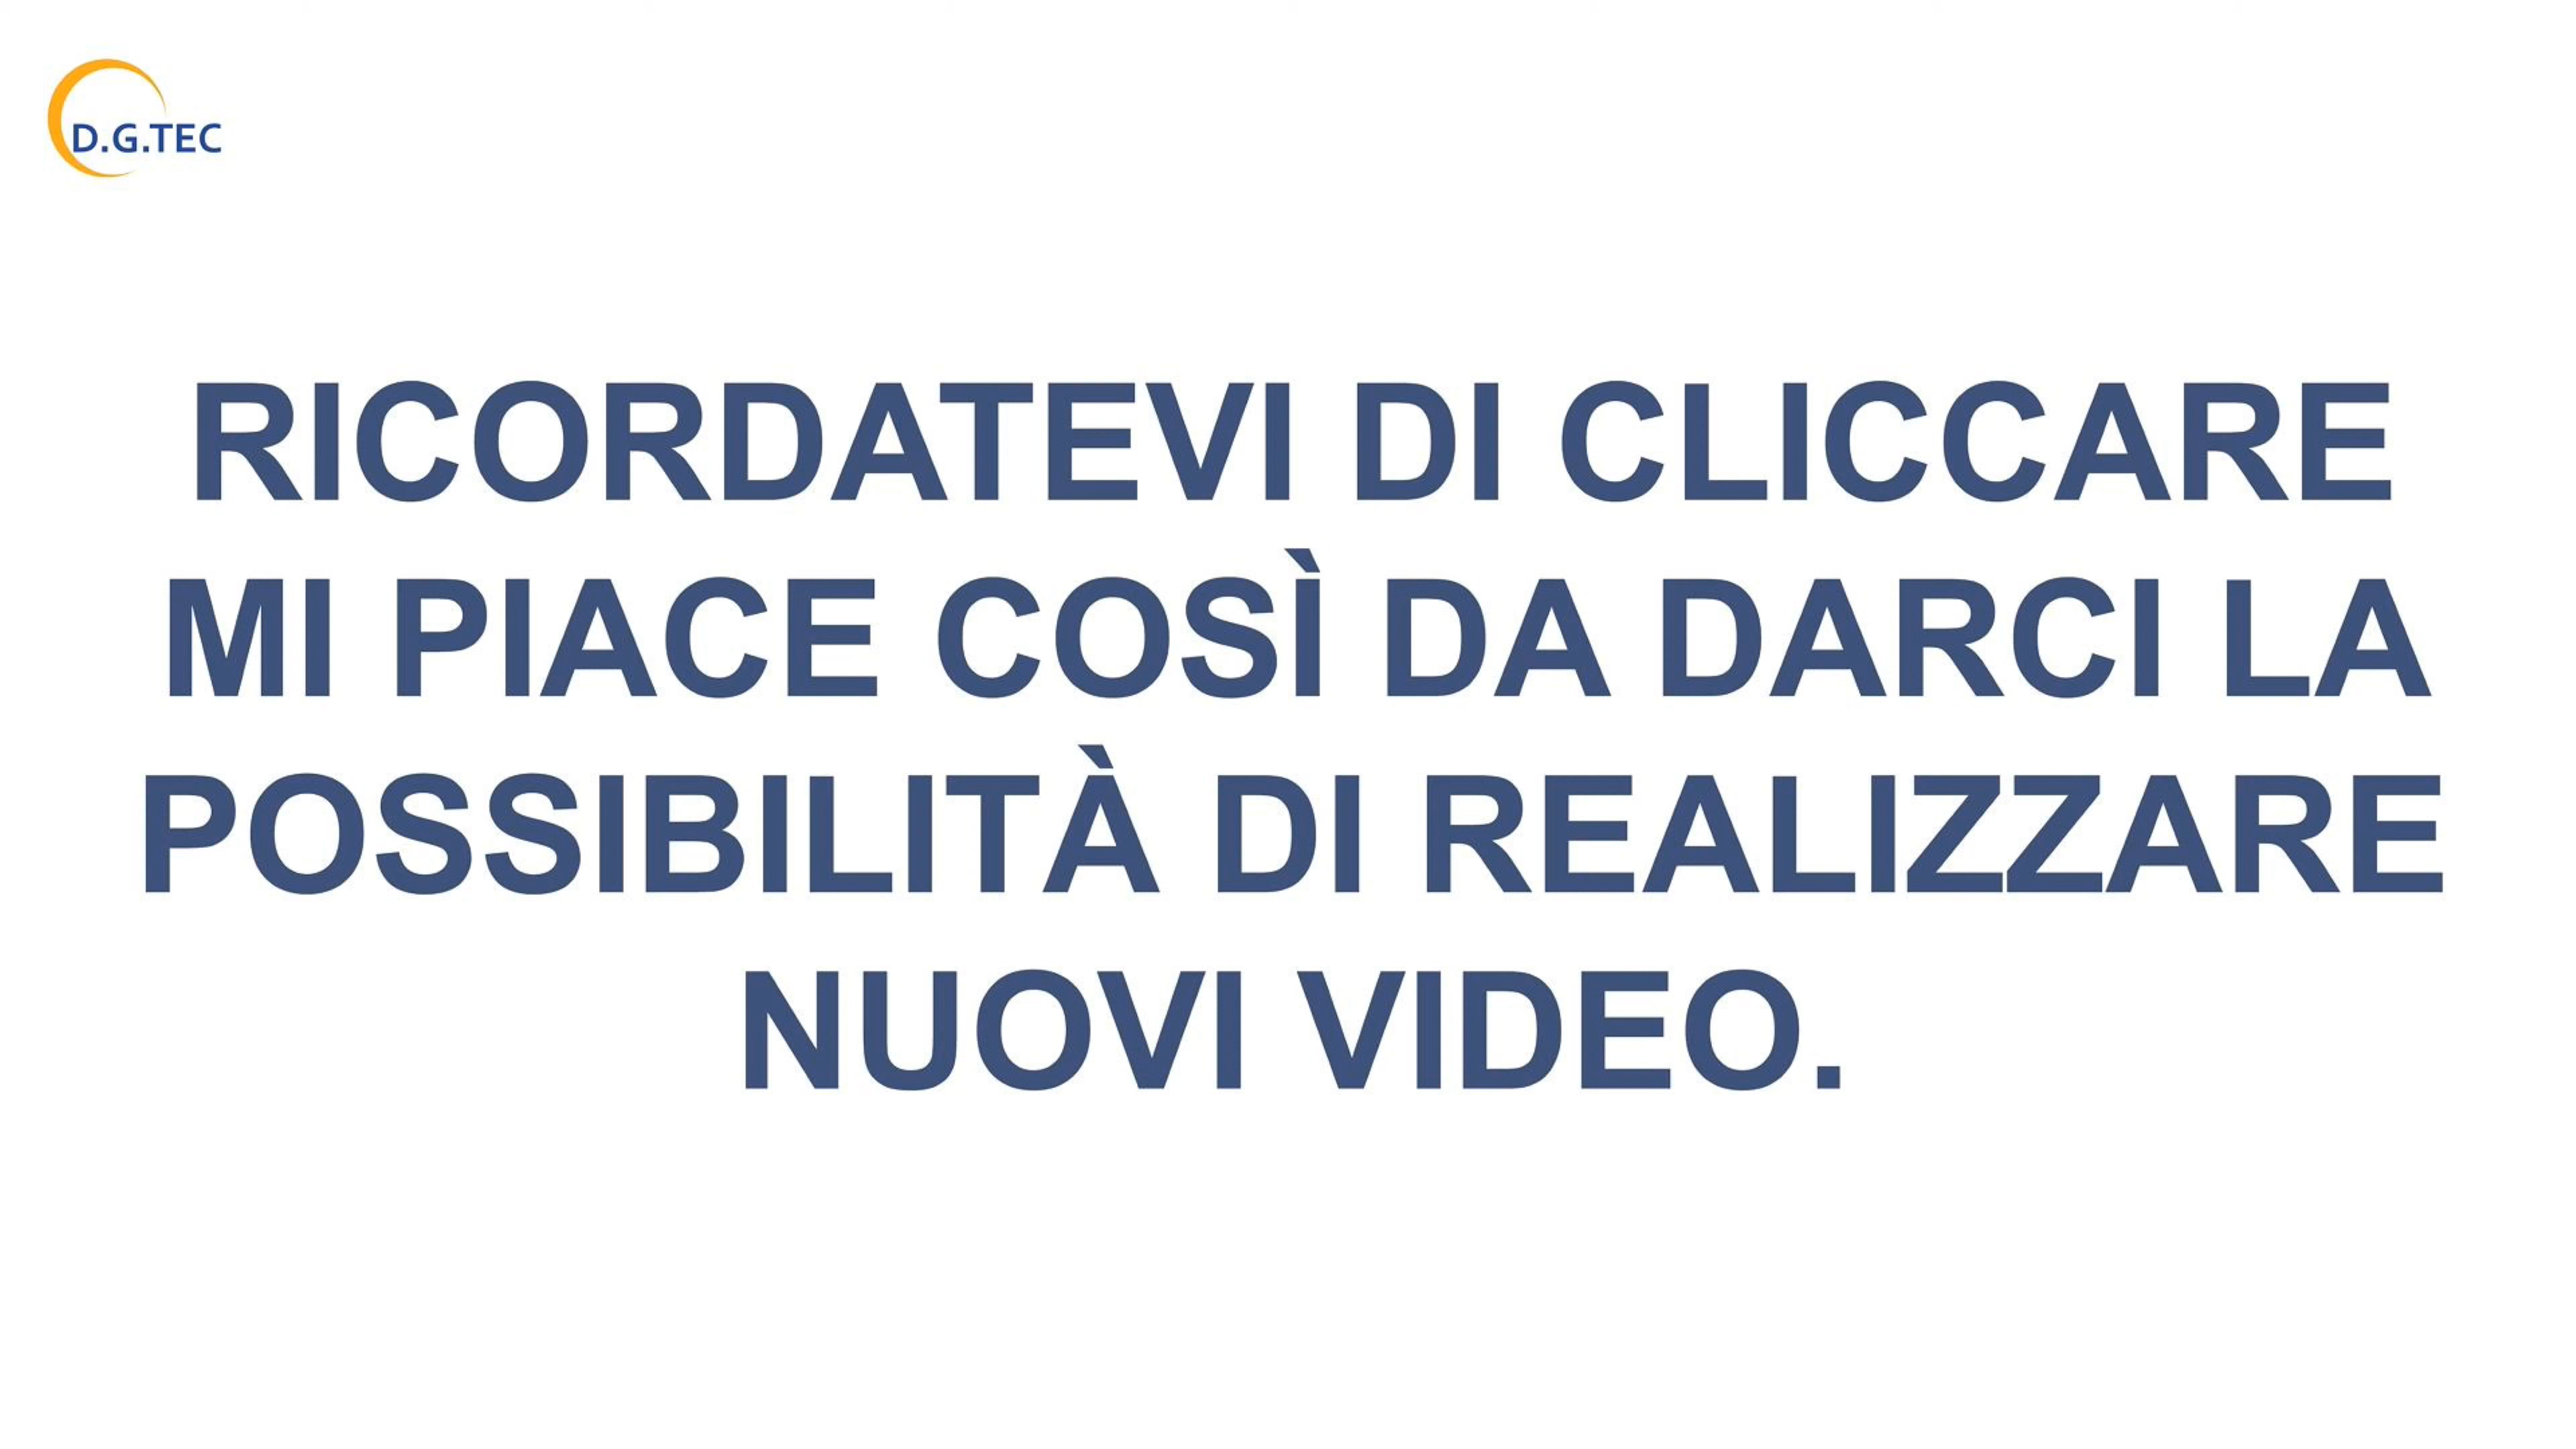 D.G.TEC
RICORDATEVI DI CLICCARE
MI PIACE COSÌ DA DARCI LA
POSSIBILITÀ DI REALIZZARE
NUOVI VIDEO.